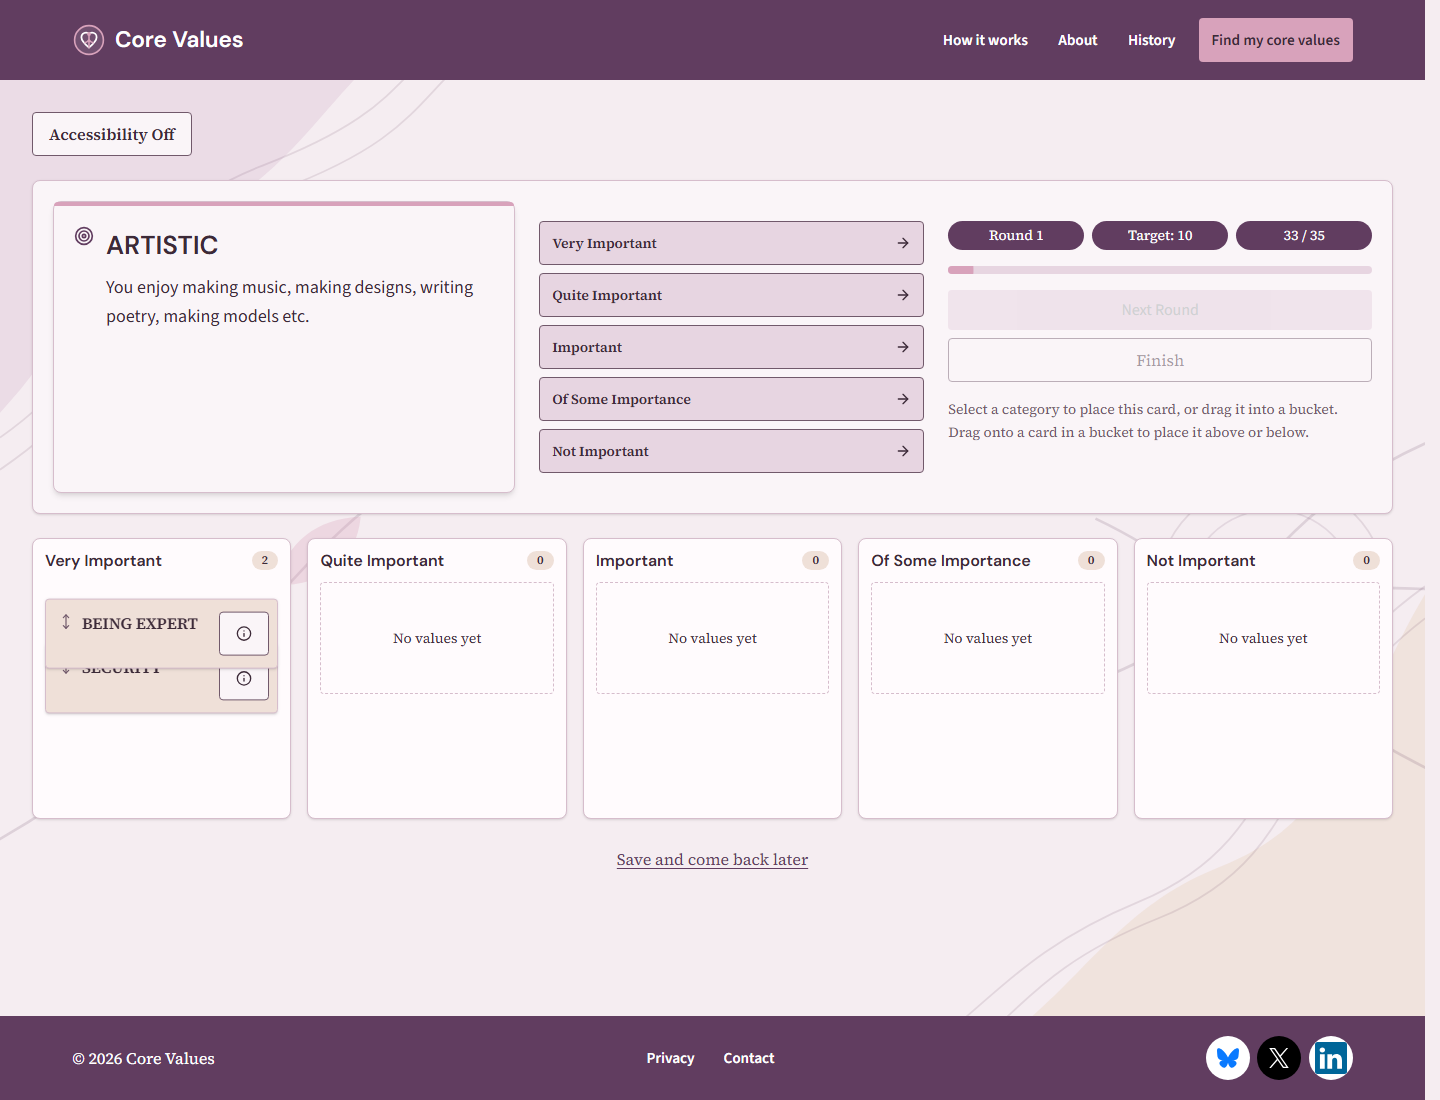 Core Values
How it works
About
History
Find my core values
Accessibility Off
ARTISTIC
You enjoy making music, making designs, writing
poetry, making models etc.
Very Important
Quite Important
Important
Of Some Importance
Not Important
Round 1
Target: 10
33 / 35
Next Round
Finish
Select a category to place this card, or drag it into a bucket.
Drag onto a card in a bucket to place it above or below.
Very Important
2
BEING EXPERT
SECURITY
Quite Important
0
No values yet
Important
0
No values yet
Of Some Importance
0
No values yet
Not Important
0
No values yet
Save and come back later
© 2026 Core Values
Privacy
Contact